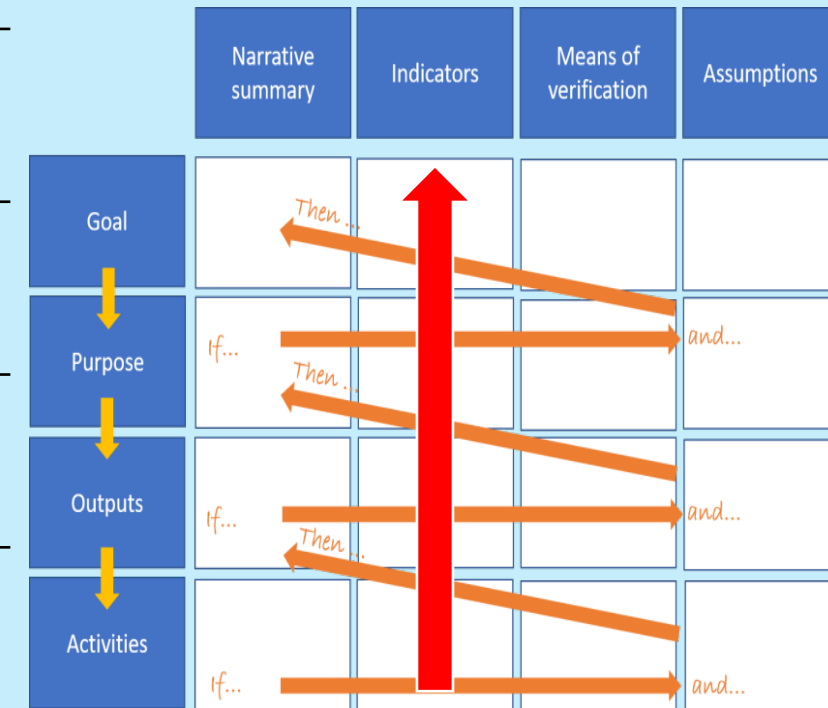 Narrative
summary
Indicators
Means of
verification
Assumptions
Goal
Then ...
Purpose
If...
and...
Then ...
Outputs
If...
and...
Then ...
Activities
If...
and...